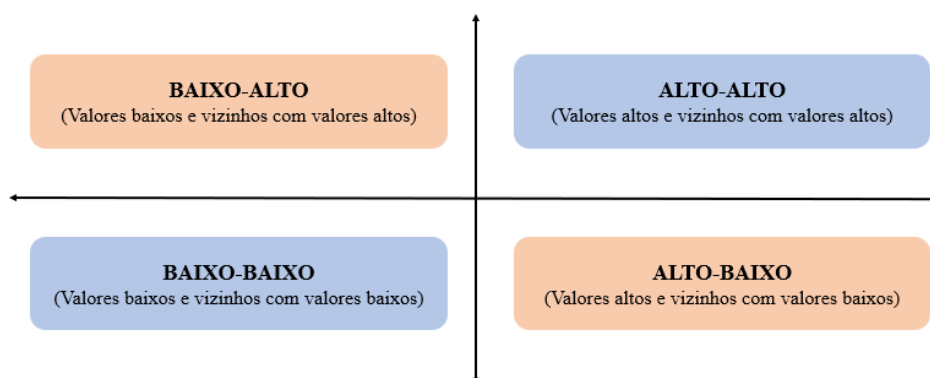 BAIXO-ALTO
(Valores baixos e vizinhos com valores altos)
ALTO-ALTO
(Valores altos e vizinhos com valores altos)
BAIXO-BAIXO
(Valores baixos e vizinhos com valores baixos)
ALTO-BAIXO
(Valores altos e vizinhos com valores baixos)